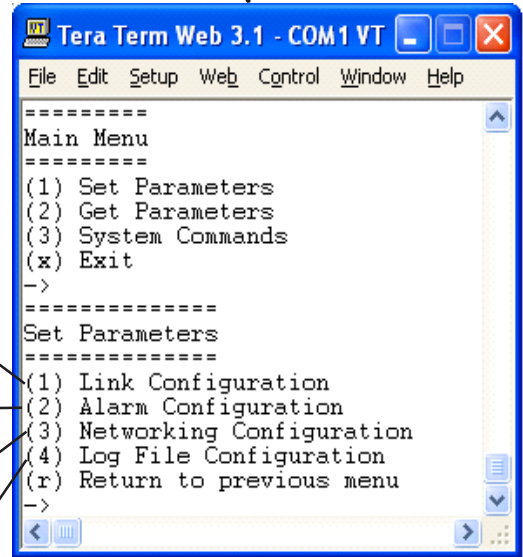 Tera Term Web 3.1 - COM1 VT
File Edit Setup Web Control Window Help
=========
Main Menu
=========
(1) Set Parameters
(2) Get Parameters
(3) System Commands
(x) Exit
->
==============
Set Parameters
==============
(1) Link Configuration
(2) Alarm Configuration
(3) Networking Configuration
(4) Log File Configuration
(r) Return to previous menu
->